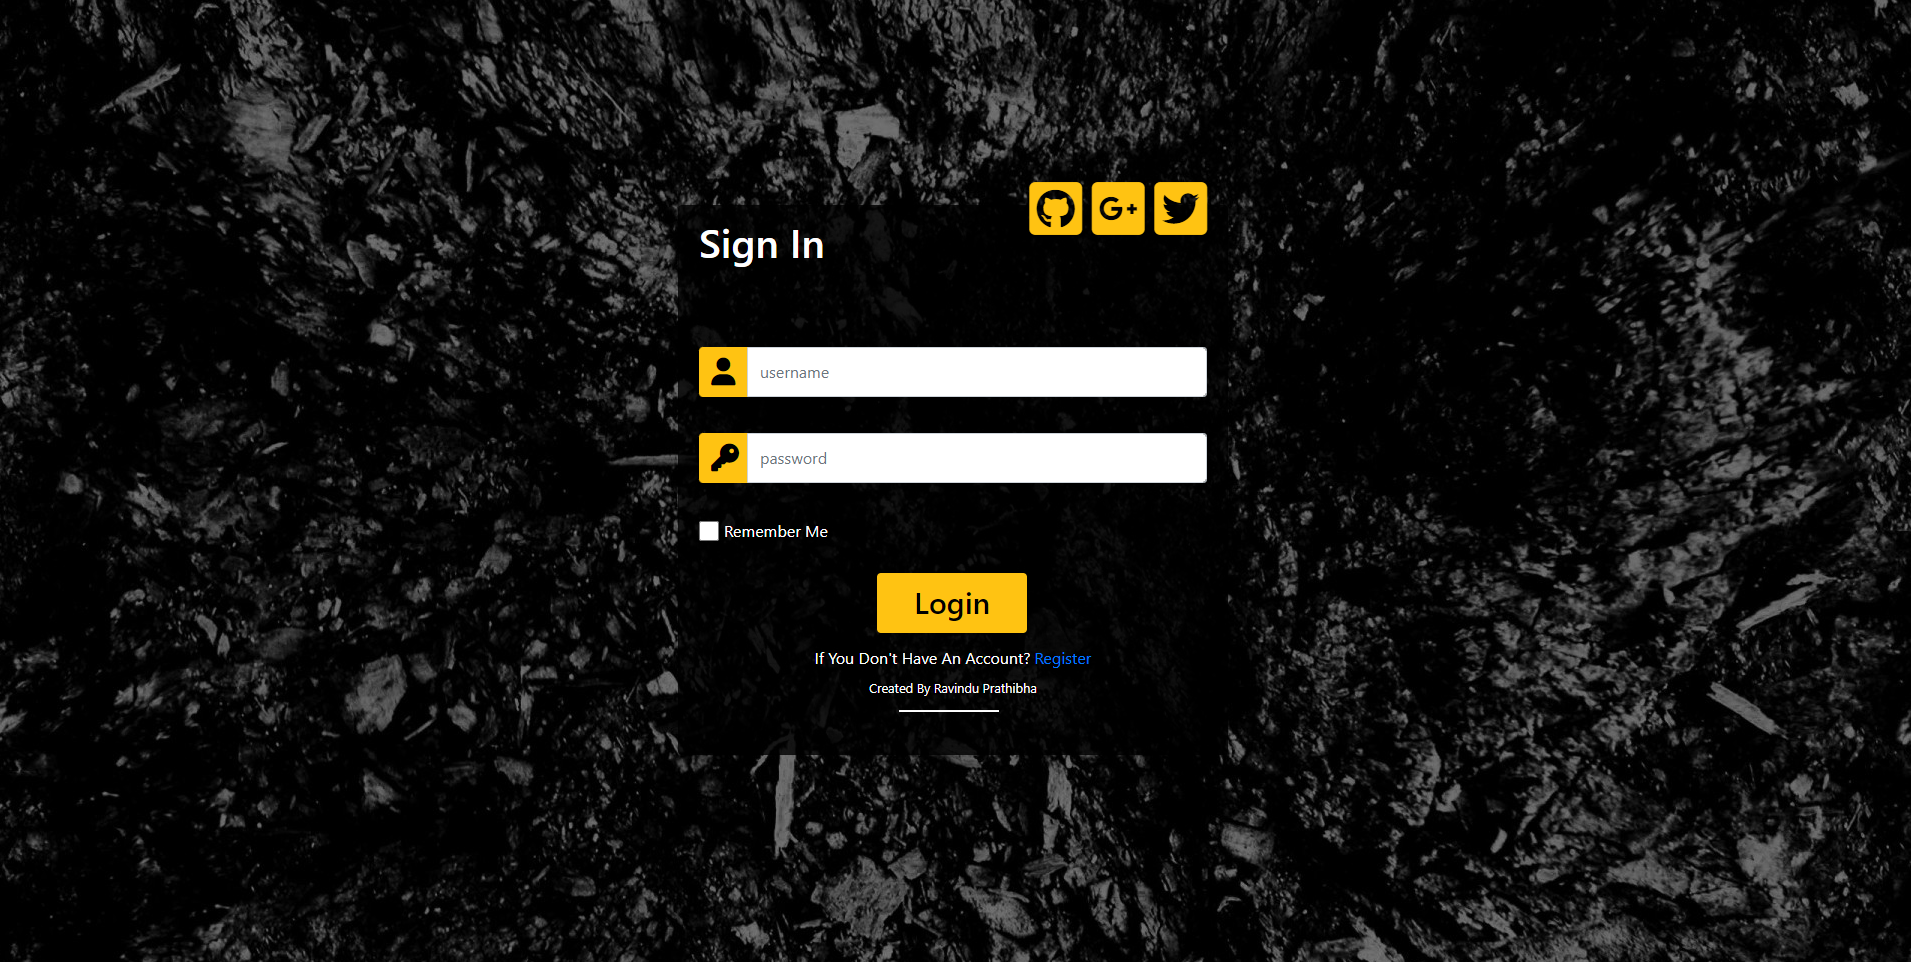 Sign In
G+
username
password
Remember Me
Login
If You Don't Have An Account? Register
Created By Ravindu Prathibha